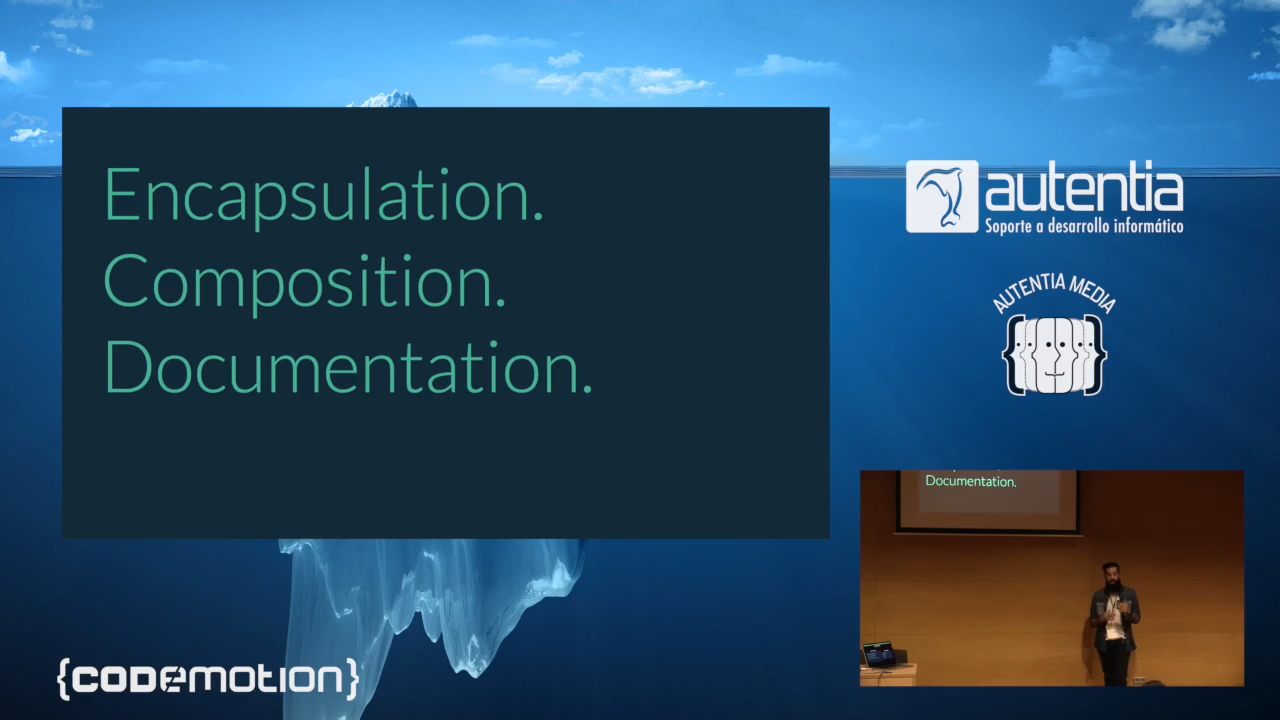 Encapsulation.
Composition.
Documentation.
autentia
Soporte a desarrollo informático
AUTENTIA MEDIA
Documentation.
{CODEMOTION}